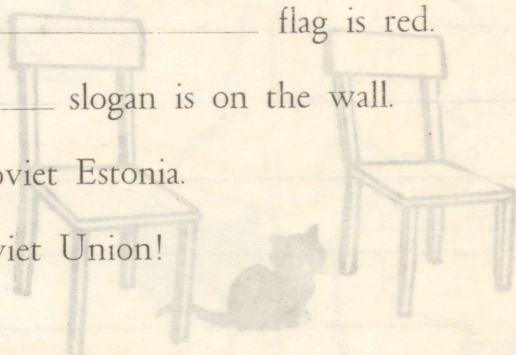 flag is red.
slogan is on the wall.
oviet Estonia.
viet Union!